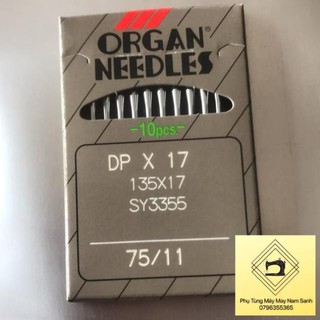 ORGAN®
NEEDLES
-10pcs-
DP X 17
135X17
SY3355
75/11
Phụ Tùng Máy May Nam Sanh
0796355365